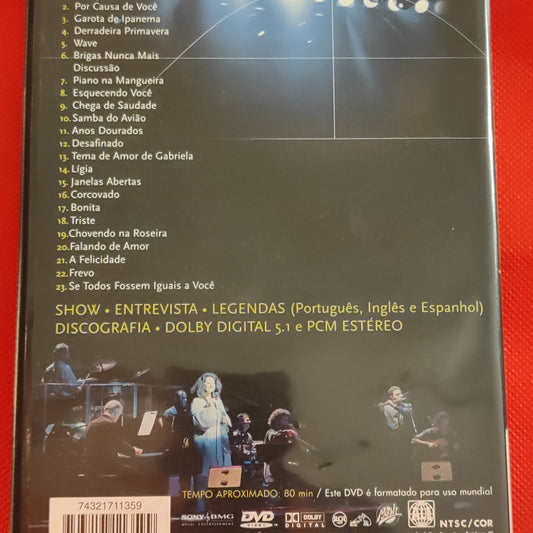 2. Por Causa de Você
3. Garota de Ipanema
4. Derradeira Primavera
5. Wave
6. Brigas Nunca Mais
Discussão
7. Piano na Mangueira
8. Esquecendo Você
9. Chega de Saudade
10. Samba do Avião
11. Anos Dourados
12. Desafinado
13. Tema de Amor de Gabriela
14. Lígia
15. Janelas Abertas
16. Corcovado
17. Bonita
18. Triste
19. Chovendo na Roseira
20. Falando de Amor
21. A Felicidade
22. Frevo
23. Se Todos Fossem Iguais a Você
SHOW • ENTREVISTA • LEGENDAS (Português, Inglês e Espanhol)
DISCOGRAFIA • DOLBY DIGITAL 5.1 e PCM ESTÉREO
TEMPO APROXIMADO: 80 min / Este DVD é formatado para uso mundial
74321711359
SONY BMG
MUSIC ENTERTAINMENT
DVD
VIDEO
DOLBY
DIGITAL
RCA
NTSC/COR